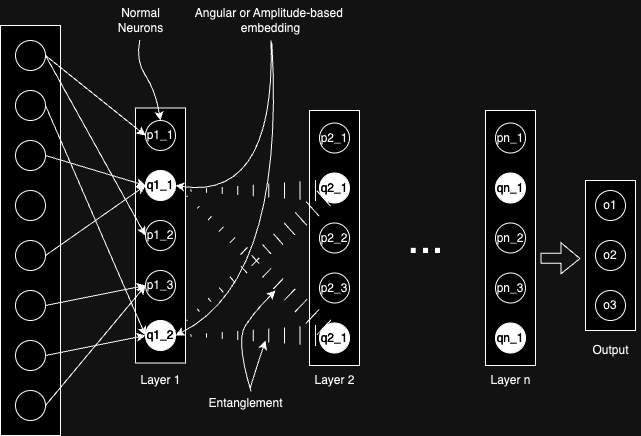 Normal
Neurons
Angular or Amplitude-based
embedding
p1_1
q1_1
p1_2
p1_3
q1_2
Layer 1
p2_1
q2_1
p2_2
p2_3
q2_1
Layer 2
Entanglement
...
pn_1
qn_1
pn_2
pn_3
qn_1
Layer n
o1
o2
o3
Output